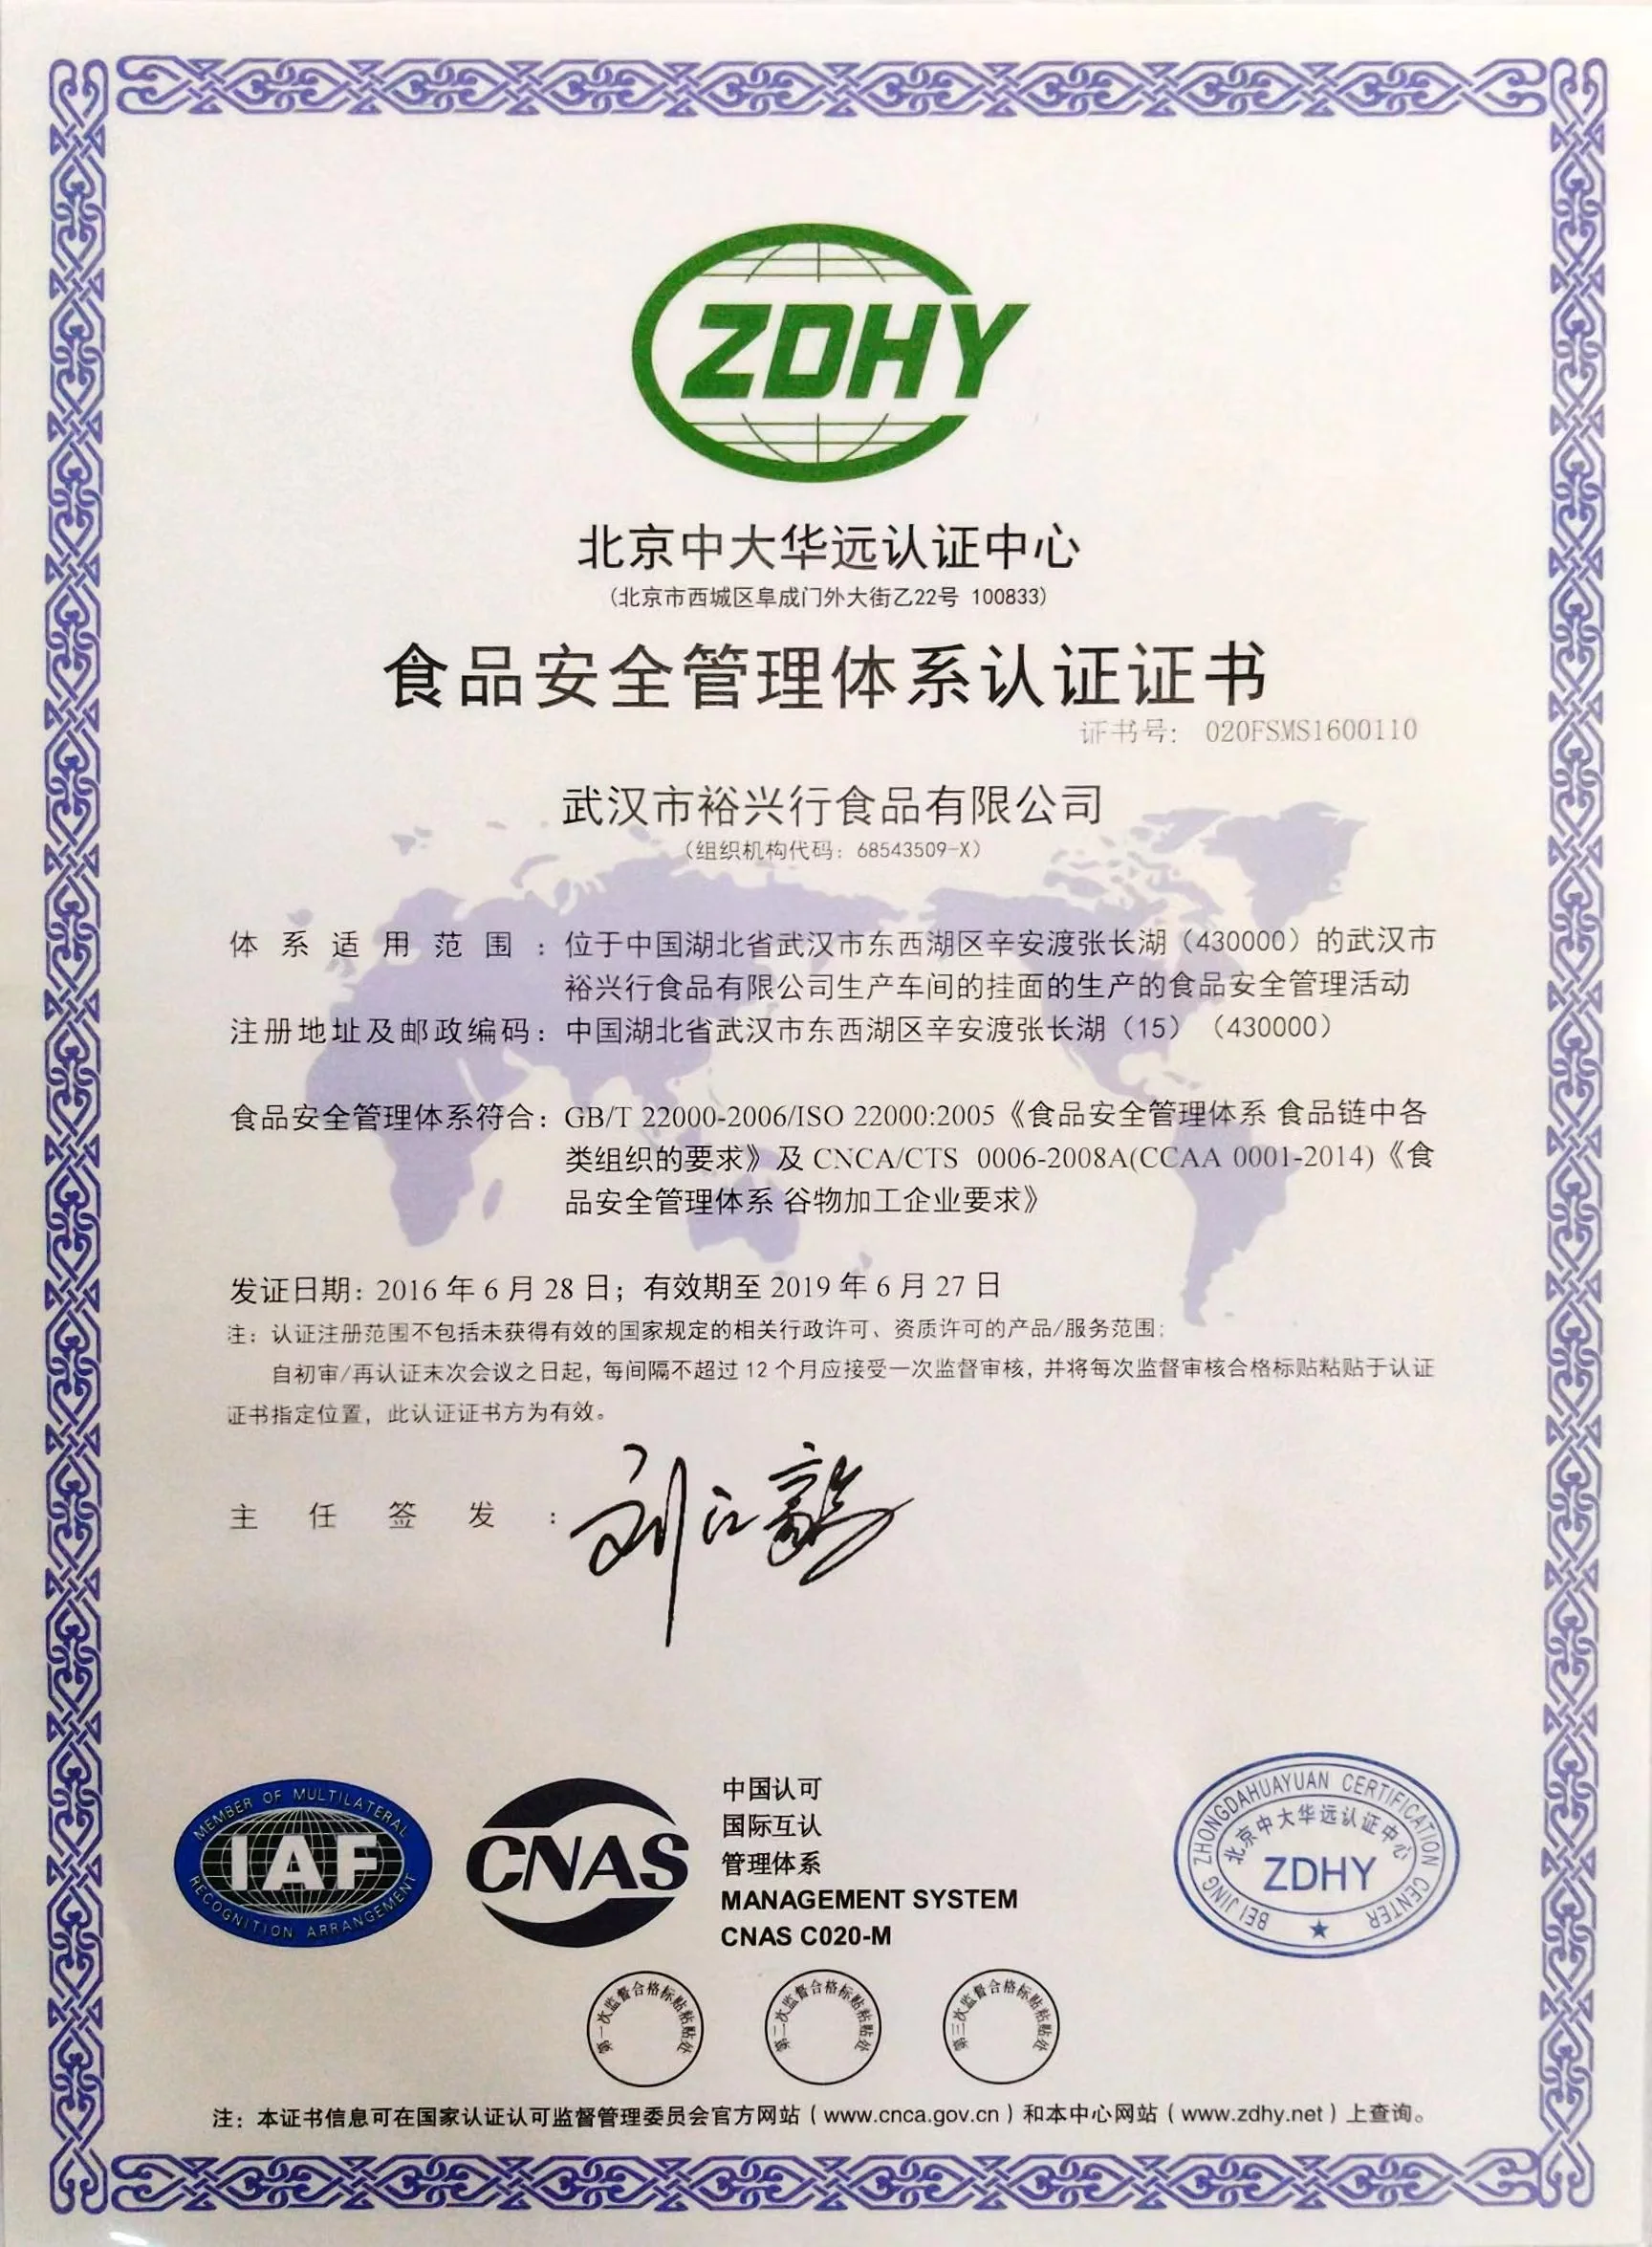 ZDHY
北京中大华远认证中心
(北京市西城区阜成门外大街乙22号 100833)
食品安全管理体系认证证书
证书号: 020FSMS1600110
武汉市裕兴行食品有限公司
(组织机构代码: 68543509-X)
体系适用范围:位于中国湖北省武汉市东西湖区辛安渡张长湖(430000)的武汉市
裕兴行食品有限公司生产车间的挂面的生产的食品安全管理活动
注册地址及邮政编码:中国湖北省武汉市东西湖区辛安渡张长湖(15)(430000)
食品安全管理体系符合:GB/T 22000-2006/ISO 22000:2005《食品安全管理体系 食品链中各
类组织的要求》及 CNCA/CTS 0006-2008A(CCAA 0001-2014)《食
品安全管理体系 谷物加工企业要求》
发证日期: 2016 年 6 月 28 日; 有效期至 2019 年 6 月 27 日
注: 认证注册范围不包括未获得有效的国家规定的相关行政许可、资质许可的产品/服务范围;
自初审/再认证末次会议之日起, 每间隔不超过 12 个月应接受一次监督审核, 并将每次监督审核合格标贴粘贴于认证
证书指定位置, 此认证证书方为有效。
主任签发:
MEMBER OF MULTILATERAL
IAF
RECOGNITION ARRANGEMENT
CNAS
中国认可
国际互认
管理体系
MANAGEMENT SYSTEM
CNAS C020-M
BEIJING ZHONGDAHUAYUAN CERTIFICATION CENTER
北京中大华远认证中心
ZDHY
第一次监督合格标贴粘贴处
第二次监督合格标贴粘贴处
第三次监督合格标贴粘贴处
注: 本证书信息可在国家认证认可监督管理委员会官方网站(www.cnca.gov.cn)和本中心网站(www.zdhy.net)上查询。